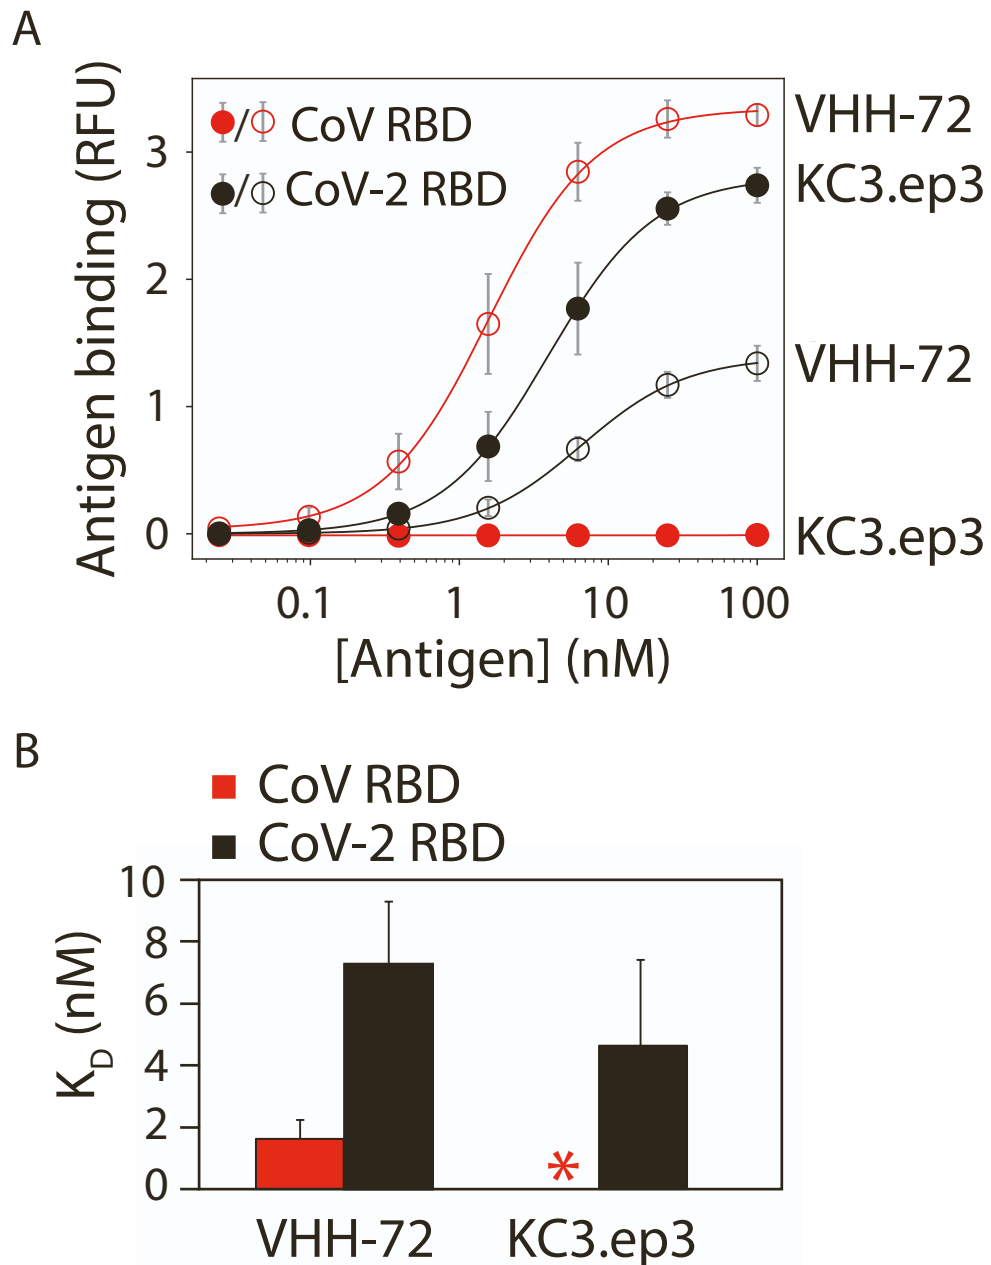 A
Antigen binding (RFU)
3
2
1
0
/ CoV RBD
/ CoV-2 RBD
VHH-72
KC3.ep3
VHH-72
KC3.ep3
0.1 1 10 100
[Antigen] (nM)
B
CoV RBD
CoV-2 RBD
K_D (nM)
10
8
6
4
2
0
*
VHH-72 KC3.ep3